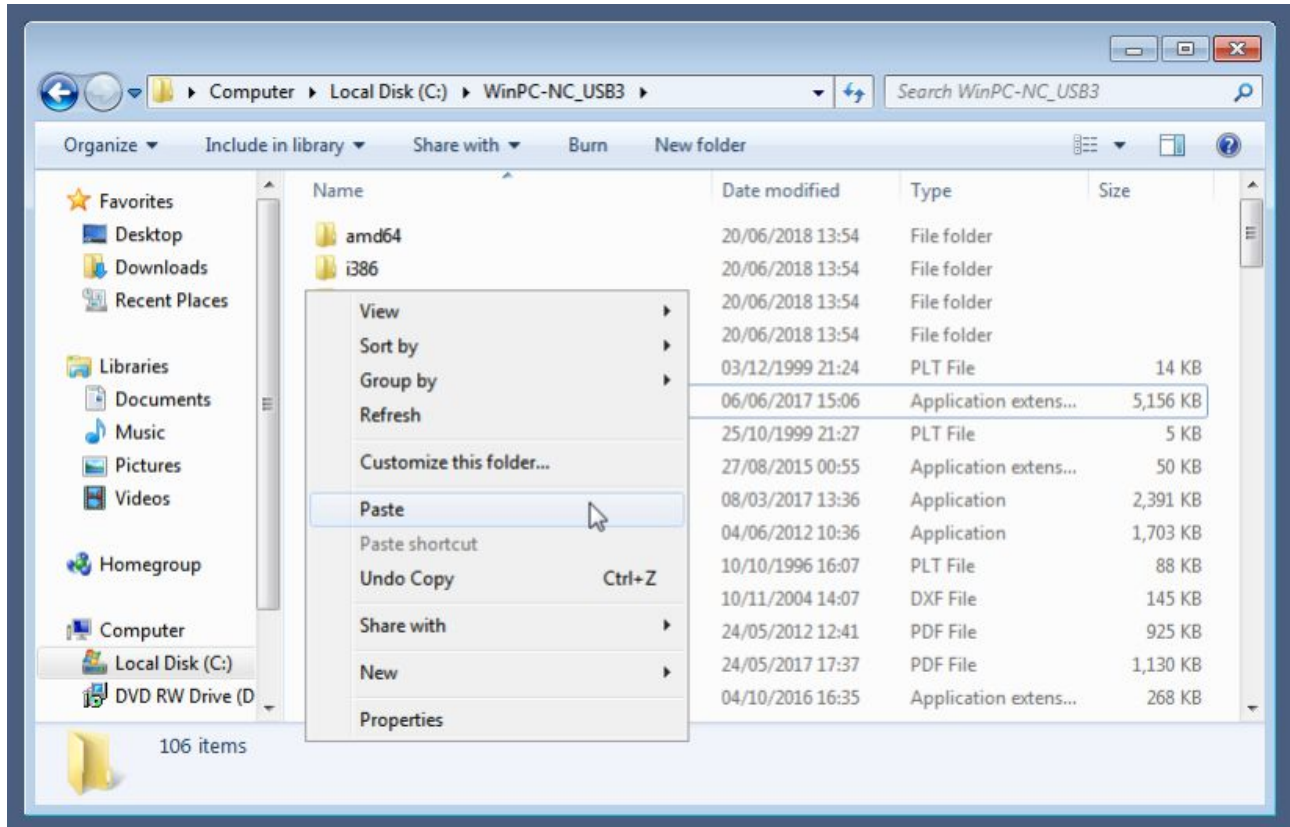 Computer Local Disk (C:) WinPC-NC_USB3 Search WinPC-NC_USB3
Organize Include in library Share with Burn New folder
Name Date modified Type Size
Favorites
Desktop
Downloads
Recent Places
Libraries
Documents
Music
Pictures
Videos
Homegroup
Computer
Local Disk (C:)
DVD RW Drive (D
amd64 20/06/2018 13:54 File folder
i386 20/06/2018 13:54 File folder
20/06/2018 13:54 File folder
20/06/2018 13:54 File folder
03/12/1999 21:24 PLT File 14 KB
06/06/2017 15:06 Application extens... 5,156 KB
25/10/1999 21:27 PLT File 5 KB
27/08/2015 00:55 Application extens... 50 KB
08/03/2017 13:36 Application 2,391 KB
04/06/2012 10:36 Application 1,703 KB
10/10/1996 16:07 PLT File 88 KB
10/11/2004 14:07 DXF File 145 KB
24/05/2012 12:41 PDF File 925 KB
24/05/2017 17:37 PDF File 1,130 KB
04/10/2016 16:35 Application extens... 268 KB
View
Sort by
Group by
Refresh
Customize this folder...
Paste
Paste shortcut
Undo Copy Ctrl+Z
Share with
New
Properties
106 items